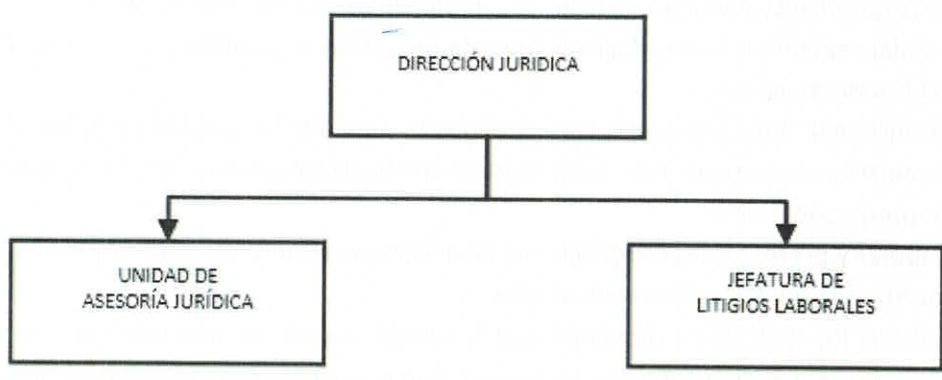 DIRECCIÓN JURIDICA
UNIDAD DE
ASESORÍA JURÍDICA
JEFATURA DE
LITIGIOS LABORALES